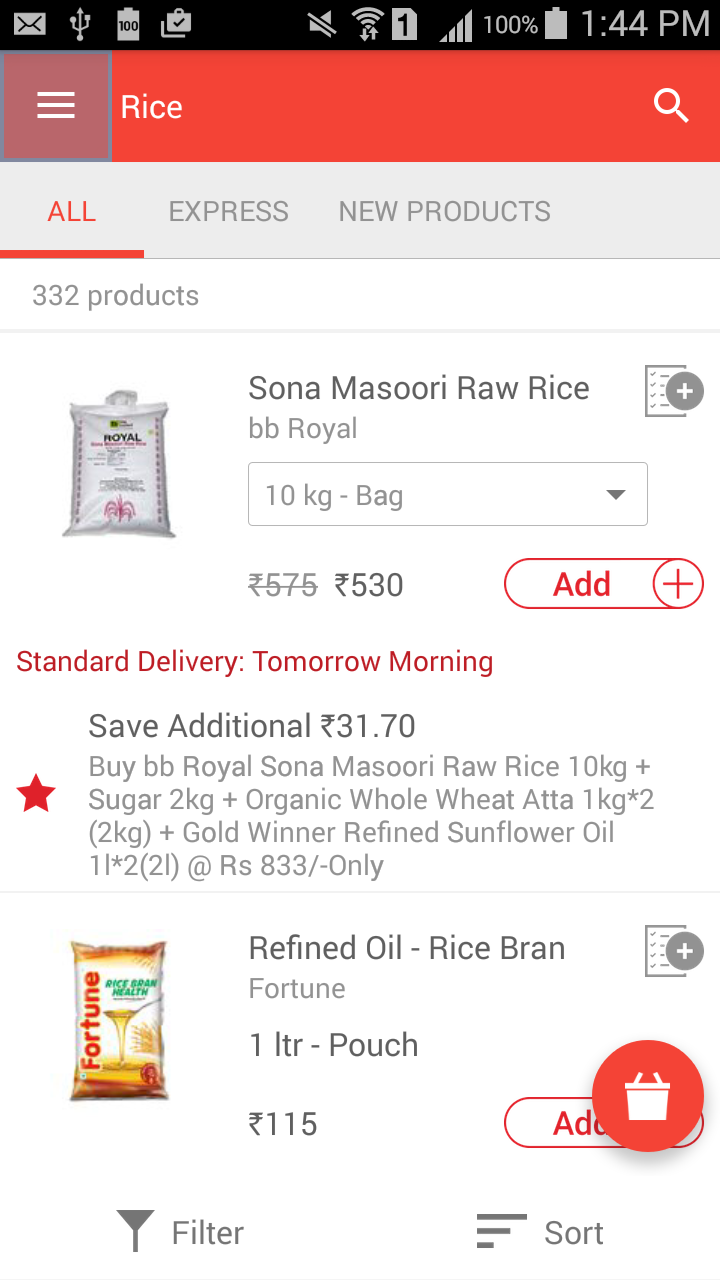 100
1
100%
1:44 PM
Rice
ALL
EXPRESS
NEW PRODUCTS
332 products
Sona Masoori Raw Rice
bb Royal
ROYAL
Sona Masoori Raw Rice
10 kg - Bag
₹575 ₹530
Add
Standard Delivery: Tomorrow Morning
Save Additional ₹31.70
Buy bb Royal Sona Masoori Raw Rice 10kg +
Sugar 2kg + Organic Whole Wheat Atta 1kg*2
(2kg) + Gold Winner Refined Sunflower Oil
1l*2(2l) @ Rs 833/-Only
Refined Oil - Rice Bran
Fortune
Fortune
RICE BRAN
HEALTH
1 ltr - Pouch
₹115
Add
Filter
Sort